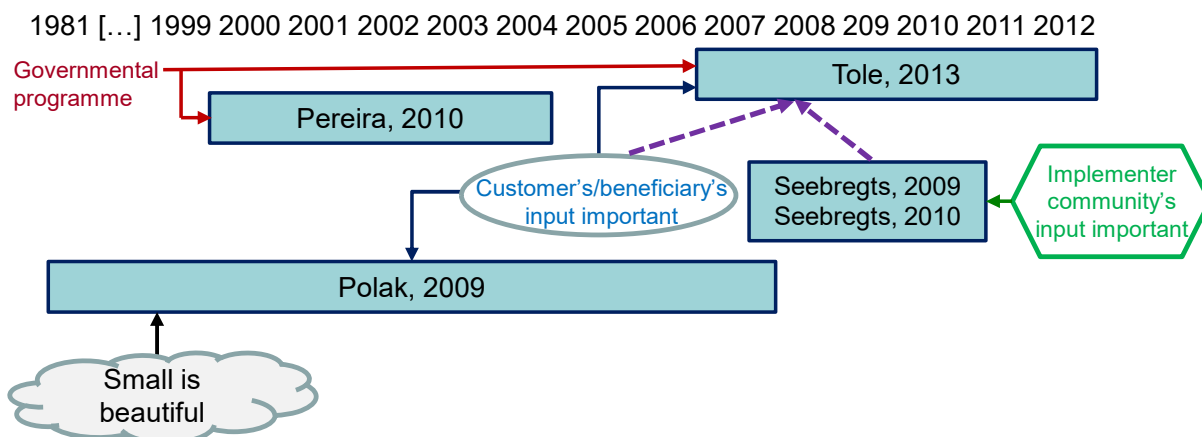 1981 […] 1999 2000 2001 2002 2003 2004 2005 2006 2007 2008 209 2010 2011 2012
Governmental
programme
Tole, 2013
Pereira, 2010
Customer's/beneficiary's
input important
Seebregts, 2009
Seebregts, 2010
Implementer
community's
input important
Polak, 2009
Small is
beautiful